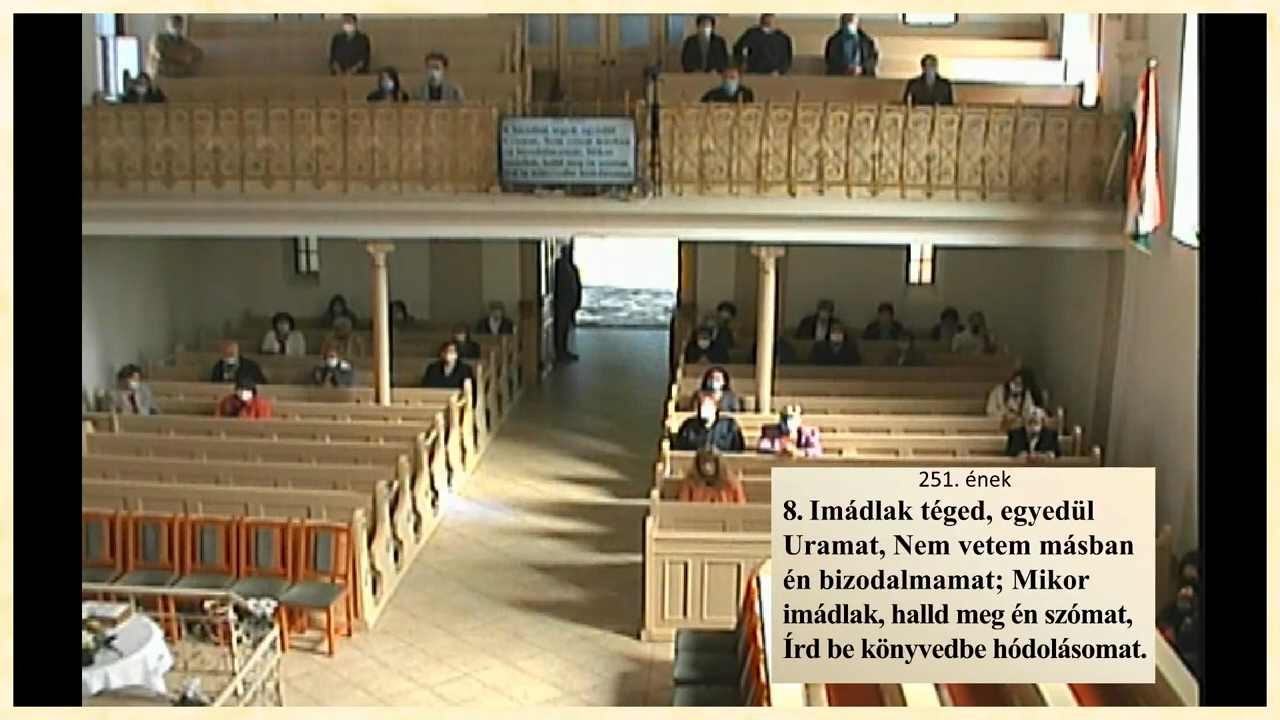 251. ének
8. Imádlak téged, egyedül
Uramat, Nem vetem másban
én bizodalmamat; Mikor
imádlak, halld meg én szómat,
Írd be könyvedbe hódolásomat.